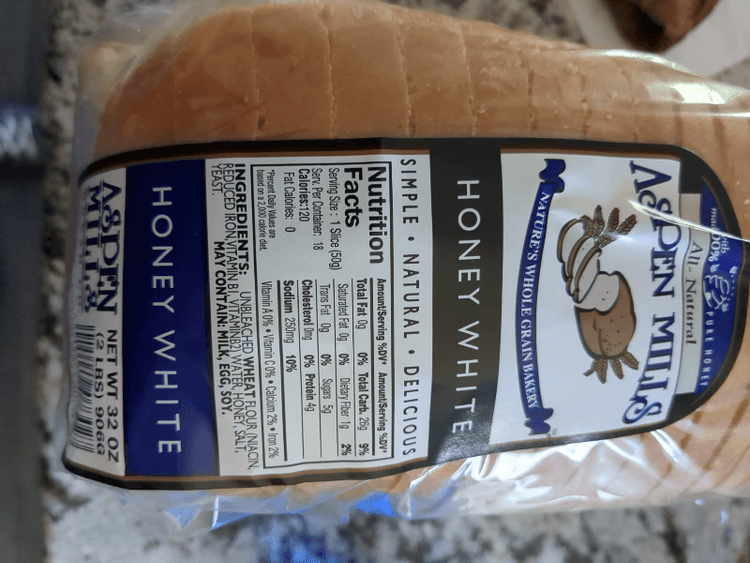 made with
100%
PURE HONEY
All-Natural
ASPEN MILLS
NATURE'S WHOLE GRAIN BAKERY
HONEY WHITE
SIMPLE • NATURAL • DELICIOUS
Nutrition
Facts
Serving Size: 1 Slice (50g)
Serv. Per Container: 18
Calories:120
Fat Calories: 0
*Percent Daily Values are
based on a 2,000 calorie diet.
Amount/Serving %DV* Amount/Serving %DV*
Total Fat 0g 0% Total Carb. 26g 9%
Saturated Fat 0g 0% Dietary Fiber 1g 2%
Trans Fat 0g 0% Sugars 5g
Cholesterol 0mg 0% Protein 4g
Sodium 250mg 10%
Vitamin A 0% • Vitamin C 0% • Calcium 2% • Iron 2%
INGREDIENTS: UNBLEACHED WHEAT FLOUR (NIACIN,
REDUCED IRON, VITAMIN B1, VITAMIN B2), WATER, HONEY, SALT,
YEAST.
MAY CONTAIN: MILK, EGG, SOY.
HONEY WHITE
ASPEN
MILLS
NET WT 32 OZ
(2 LBS) 906G